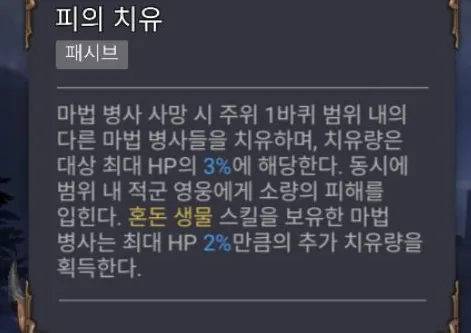 피의 치유
패시브
마법 병사 사망 시 주위 1바퀴 범위 내의
다른 마법 병사들을 치유하며, 치유량은
대상 최대 HP의 3%에 해당한다. 동시에
범위 내 적군 영웅에게 소량의 피해를
입힌다. 혼돈 생물 스킬을 보유한 마법
병사는 최대 HP 2%만큼의 추가 치유량을
획득한다.